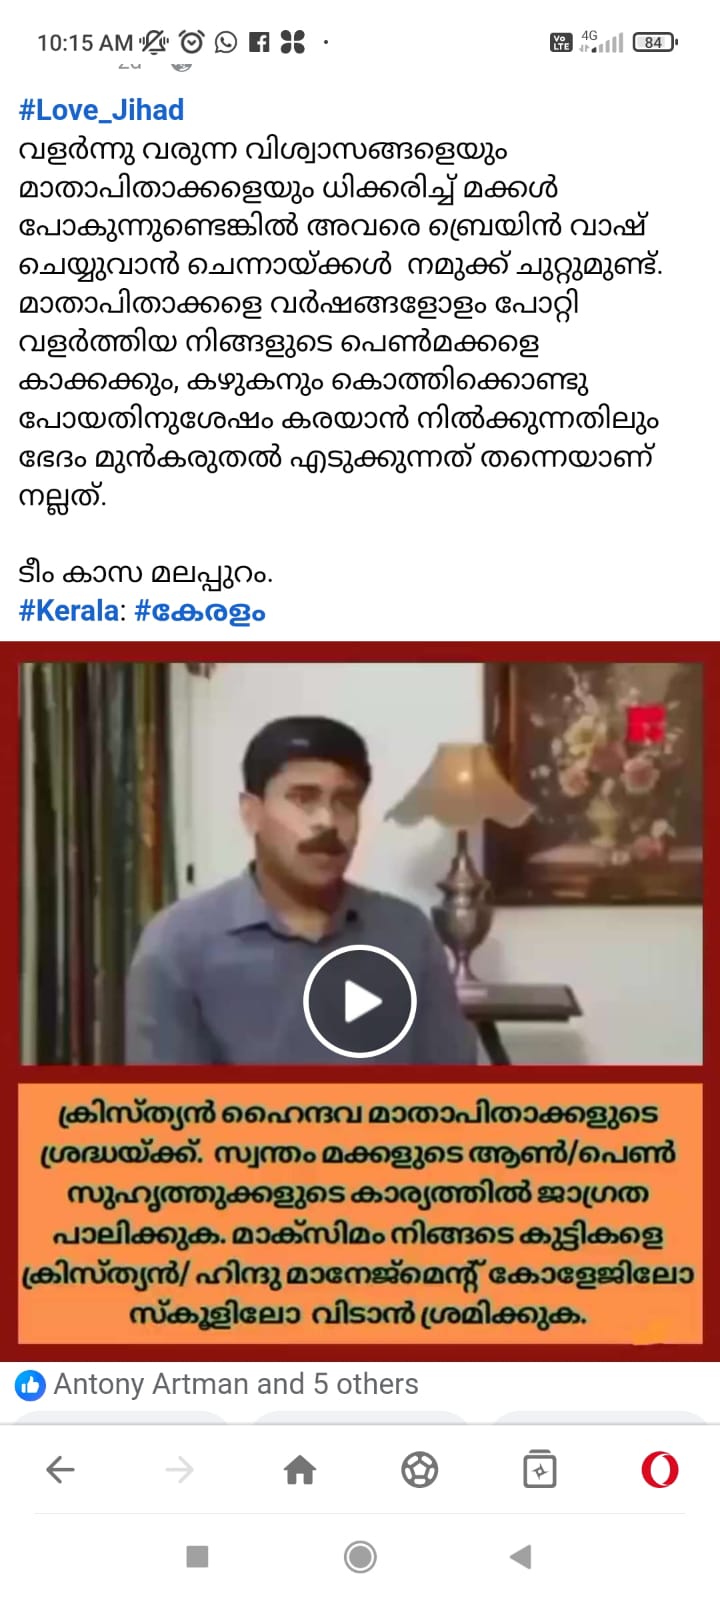 10:15 AM
Vo LTE 4G 84
#Love_Jihad
വളർന്നു വരുന്ന വിശ്വാസങ്ങളെയും
മാതാപിതാക്കളെയും ധിക്കരിച്ച് മക്കൾ
പോകുന്നുണ്ടെങ്കിൽ അവരെ ബ്രെയിൻ വാഷ്
ചെയ്യുവാൻ ചെന്നായ്ക്കൾ നമുക്ക് ചുറ്റുമുണ്ട്.
മാതാപിതാക്കളെ വർഷങ്ങളോളം പോറ്റി
വളർത്തിയ നിങ്ങളുടെ പെൺമക്കളെ
കാക്കക്കും, കഴുകനും കൊത്തിക്കൊണ്ടു
പോയതിനുശേഷം കരയാൻ നിൽക്കുന്നതിലും
ഭേദം മുൻകരുതൽ എടുക്കുന്നത് തന്നെയാണ്
നല്ലത്.
ടീം കാസ മലപ്പുറം.
#Kerala: #കേരളം
ക്രിസ്ത്യൻ ഹൈന്ദവ മാതാപിതാക്കളുടെ
ശ്രദ്ധയ്ക്ക്. സ്വന്തം മക്കളുടെ ആൺ/പെൺ
സുഹൃത്തുക്കളുടെ കാര്യത്തിൽ ജാഗ്രത
പാലിക്കുക. മാക്സിമം നിങ്ങടെ കുട്ടികളെ
ക്രിസ്ത്യൻ/ ഹിന്ദു മാനേജ്മെന്റ് കോളേജിലോ
സ്കൂളിലോ വിടാൻ ശ്രമിക്കുക.
Antony Artman and 5 others